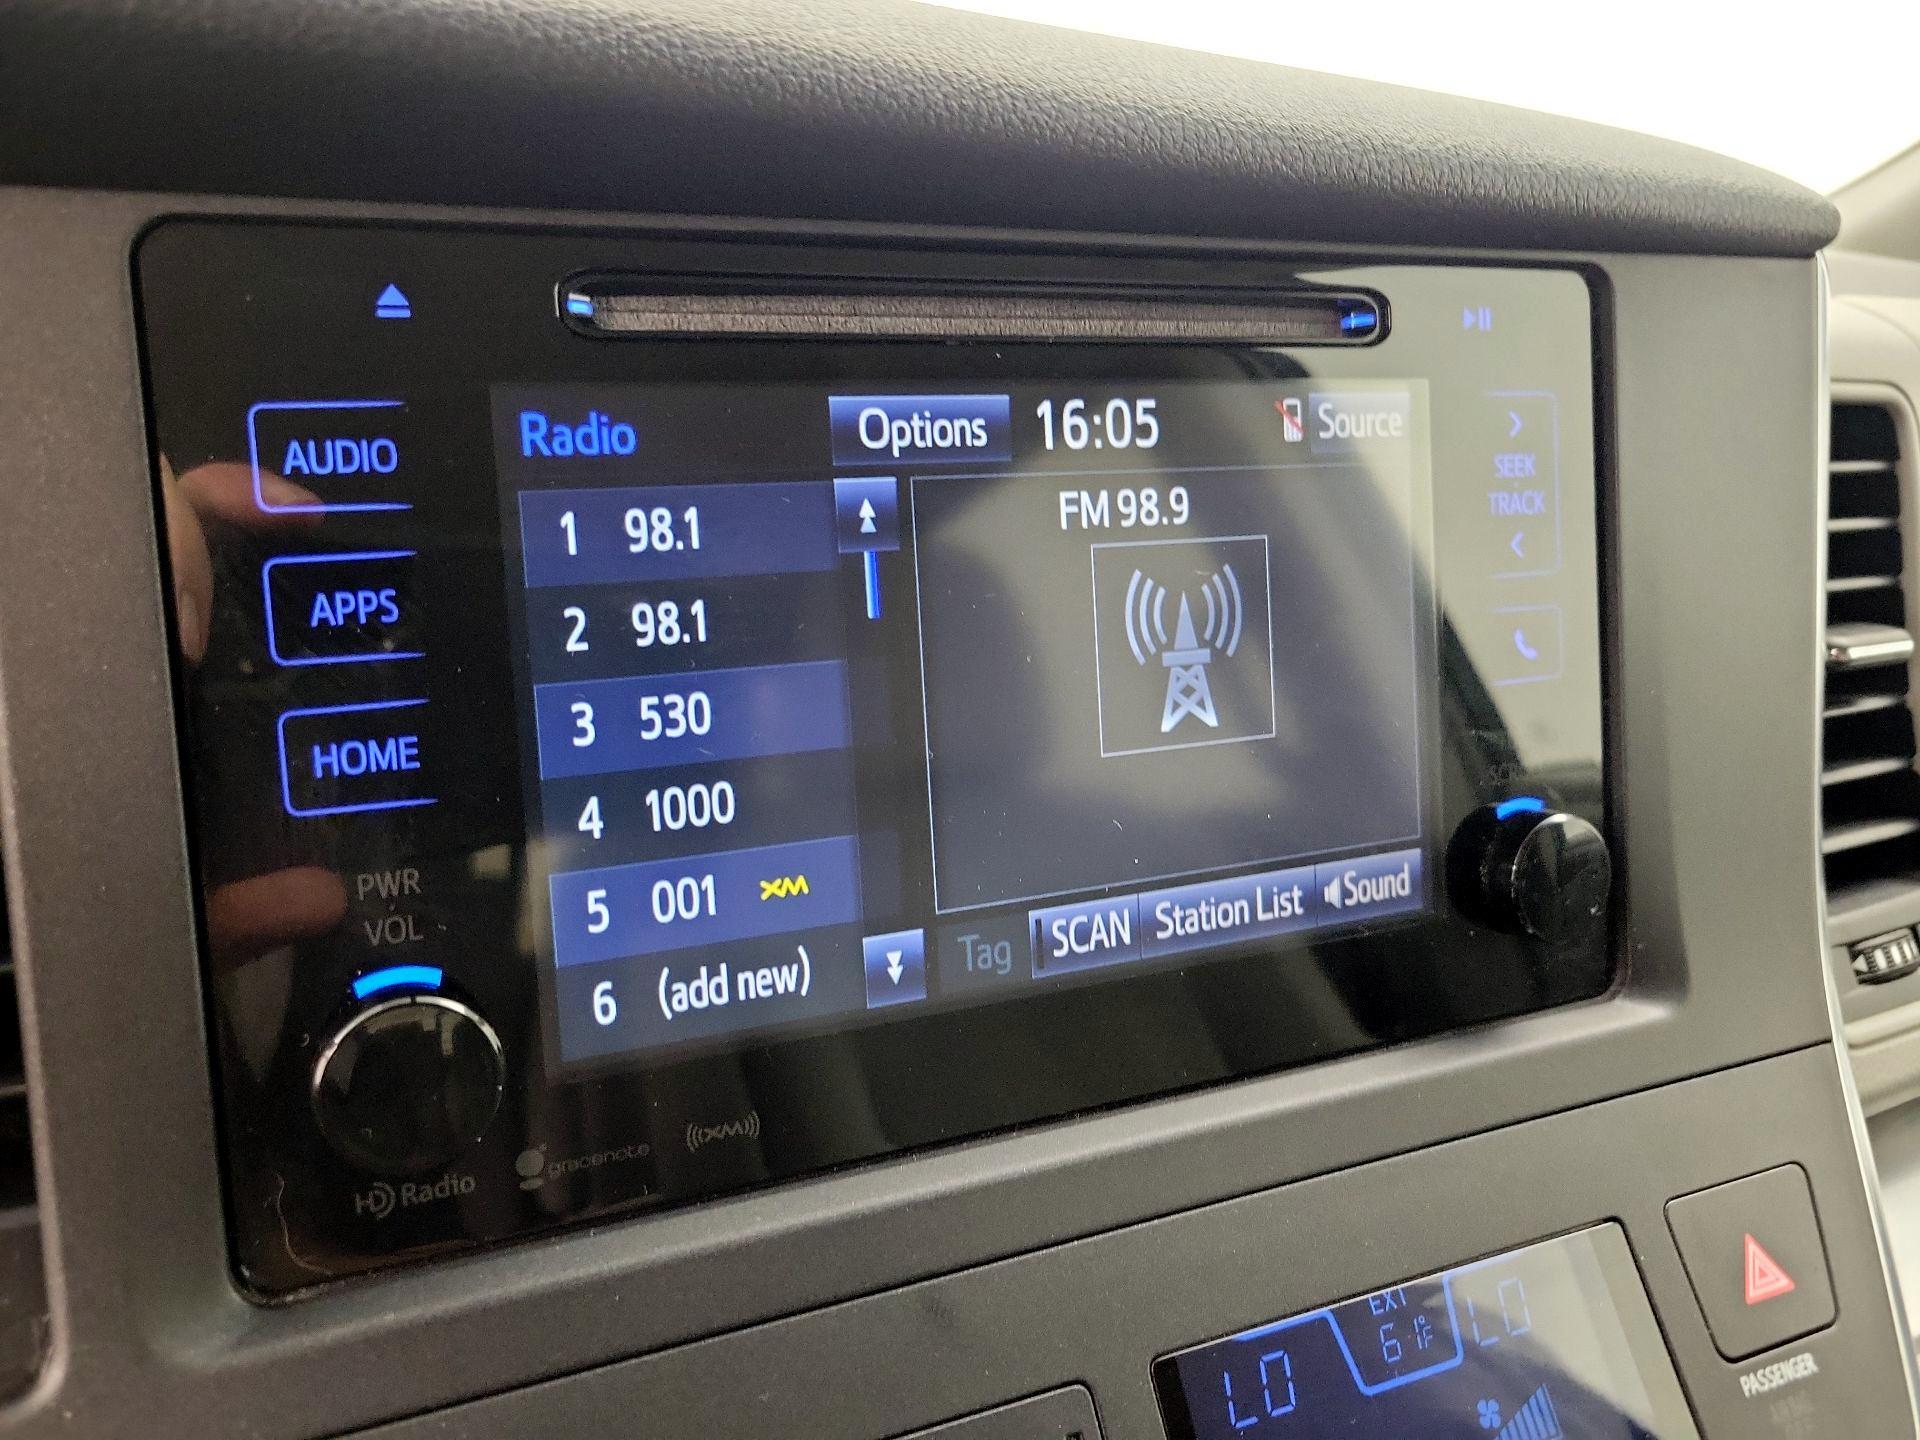 AUDIO
APPS
HOME
PWR
VOL
Radio
Options
16:05
Source
1 98.1
2 98.1
3 530
4 1000
5 001 XM
6 (add new)
FM 98.9
Tag
SCAN
Station List
Sound
SEEK
TRACK
HD Radio
gracenote
((XM))
LO
EXT
61°F
LO
PASSENGER